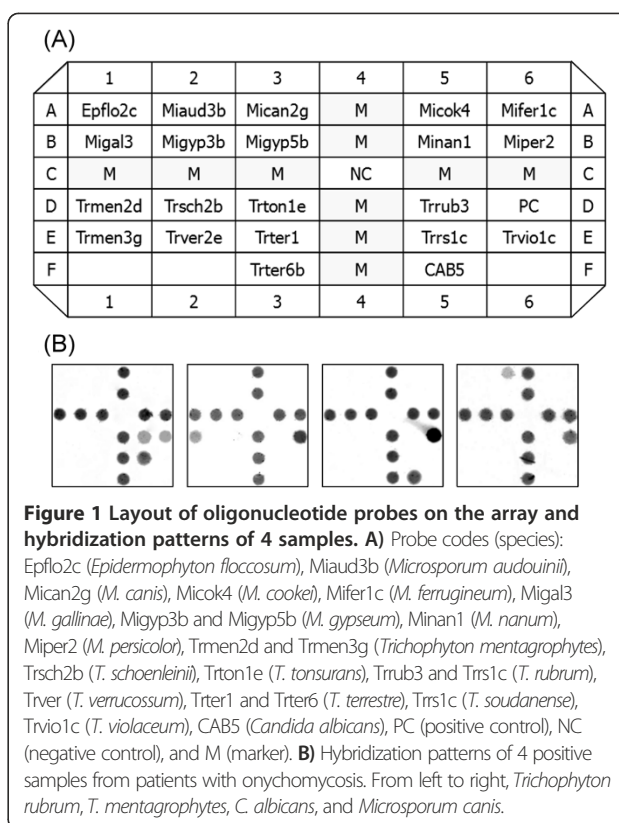 (A)
1 2 3 4 5 6
A Epflo2c Miaud3b Mican2g M Micok4 Mifer1c A
B Migal3 Migyp3b Migyp5b M Minan1 Miper2 B
C M M M NC M M C
D Trmen2d Trsch2b Trton1e M Trrub3 PC D
E Trmen3g Trver2e Trter1 M Trrs1c Trvio1c E
F Trter6b M CAB5 F
1 2 3 4 5 6
(B)
Figure 1 Layout of oligonucleotide probes on the array and
hybridization patterns of 4 samples. A) Probe codes (species):
Epflo2c (Epidermophyton floccosum), Miaud3b (Microsporum audouinii),
Mican2g (M. canis), Micok4 (M. cookei), Mifer1c (M. ferrugineum), Migal3
(M. gallinae), Migyp3b and Migyp5b (M. gypseum), Minan1 (M. nanum),
Miper2 (M. persicolor), Trmen2d and Trmen3g (Trichophyton mentagrophytes),
Trsch2b (T. schoenleinii), Trton1e (T. tonsurans), Trrub3 and Trrs1c (T. rubrum),
Trver (T. verrucossum), Trter1 and Trter6 (T. terrestre), Trrs1c (T. soudanense),
Trvio1c (T. violaceum), CAB5 (Candida albicans), PC (positive control), NC
(negative control), and M (marker). B) Hybridization patterns of 4 positive
samples from patients with onychomycosis. From left to right, Trichophyton
rubrum, T. mentagrophytes, C. albicans, and Microsporum canis.